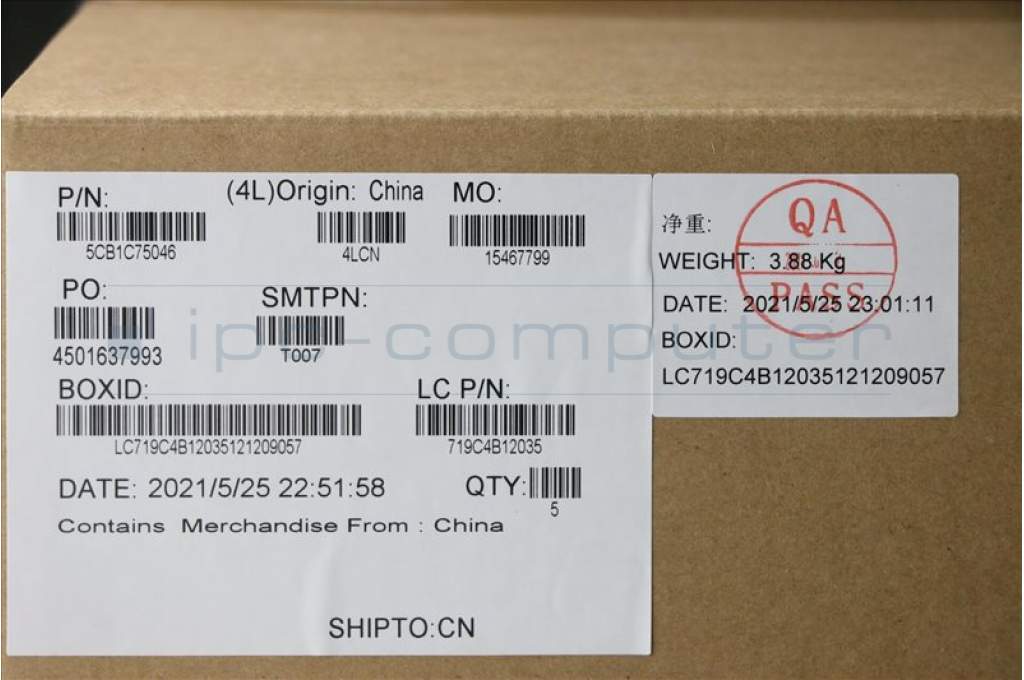 P/N: (4L)Origin: China MO:
5CB1C75046 4LCN 15467799
PO: SMTPN:
4501637993 T007
BOXID: LC P/N:
LC719C4B12035121209057 719C4B12035
DATE: 2021/5/25 22:51:58 QTY: 5
Contains Merchandise From : China
SHIPTO:CN
净重:
WEIGHT: 3.88 Kg
DATE: 2021/5/25 23:01:11
BOXID:
LC719C4B12035121209057
QA
PASS
ipc-computer